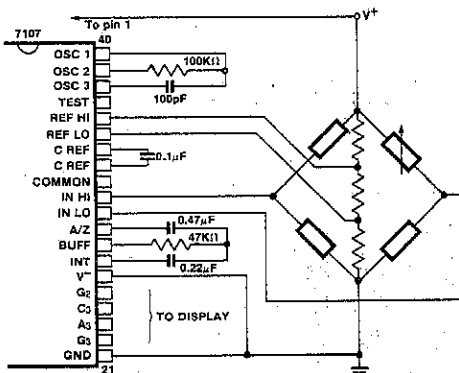 To pin 1
V+
7107
40
OSC 1
OSC 2
100KΩ
OSC 3
100pF
TEST
REF HI
REF LO
C REF
C REF
0.1µF
COMMON
IN HI
IN LO
A/Z
0.47µF
BUFF
47KΩ
INT
0.22µF
V−
G2
C3
TO DISPLAY
A3
G3
GND
21